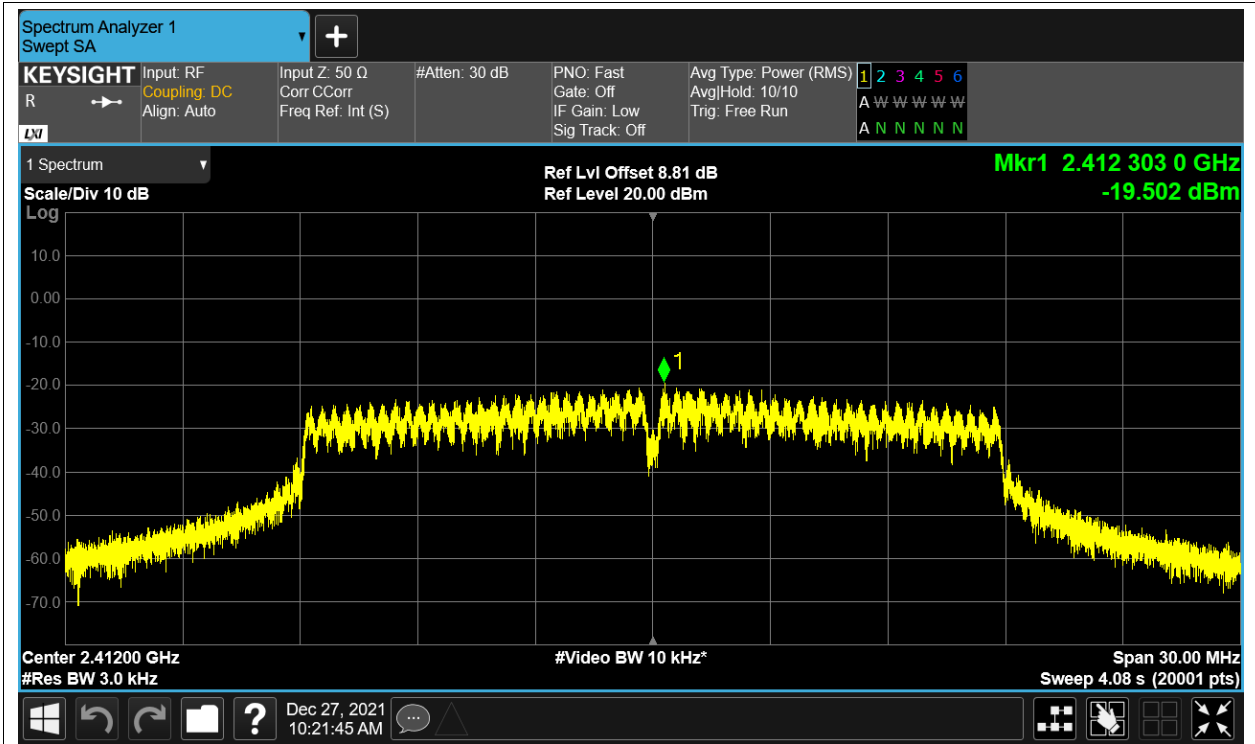 Spectrum Analyzer 1
Swept SA
KEYSIGHT
R
LXI
Input: RF
Coupling: DC
Align: Auto
Input Z: 50 Ω
Corr CCorr
Freq Ref: Int (S)
#Atten: 30 dB
PNO: Fast
Gate: Off
IF Gain: Low
Sig Track: Off
Avg Type: Power (RMS)
Avg|Hold: 10/10
Trig: Free Run
1 2 3 4 5 6
A W W W W W
A N N N N N
1 Spectrum
Scale/Div 10 dB
Log
Ref Lvl Offset 8.81 dB
Ref Level 20.00 dBm
Mkr1 2.412 303 0 GHz
-19.502 dBm
10.0
0.00
-10.0
-20.0
-30.0
-40.0
-50.0
-60.0
-70.0
1
Center 2.41200 GHz
#Res BW 3.0 kHz
#Video BW 10 kHz*
Span 30.00 MHz
Sweep 4.08 s (20001 pts)
?
Dec 27, 2021
10:21:45 AM